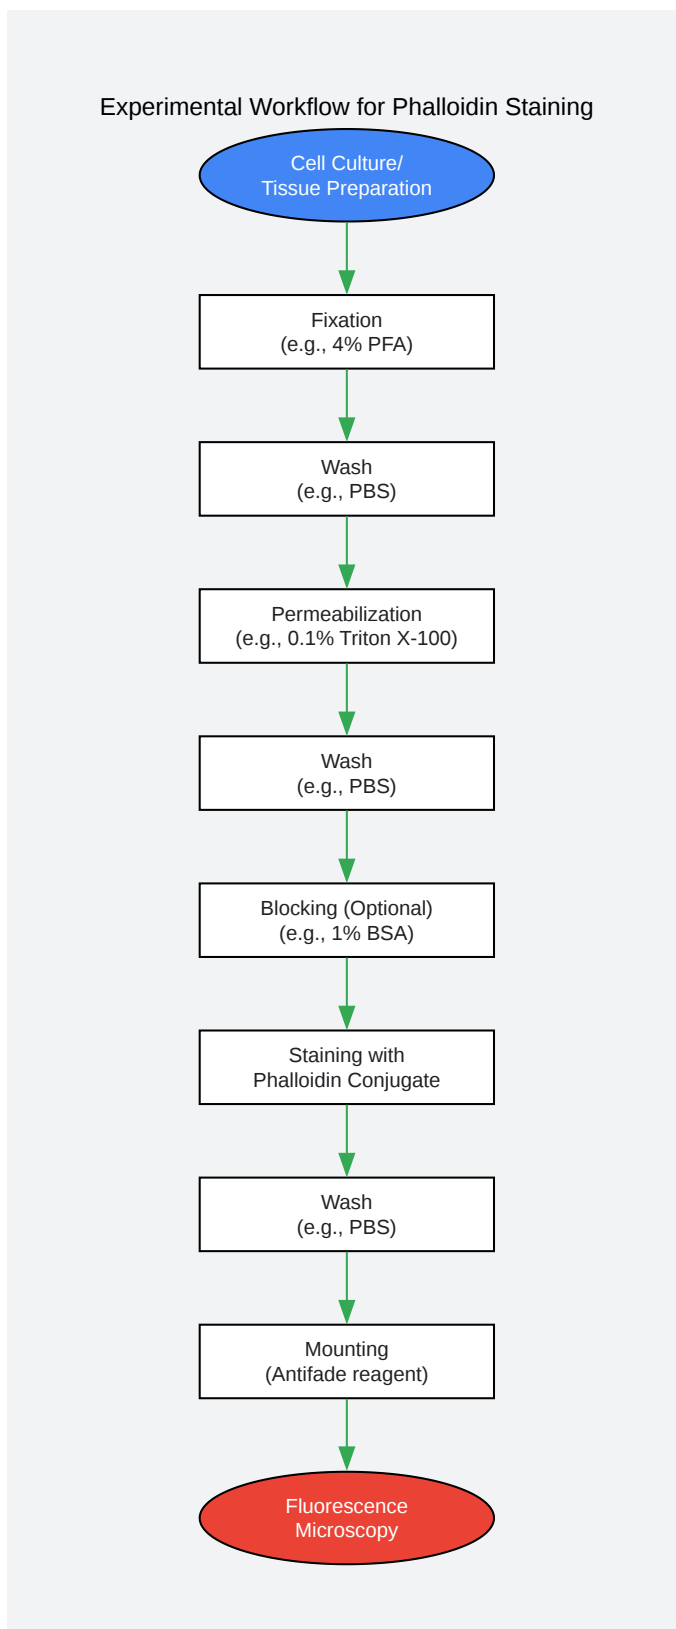 Experimental Workflow for Phalloidin Staining
Cell Culture/
Tissue Preparation
Fixation
(e.g., 4% PFA)
Wash
(e.g., PBS)
Permeabilization
(e.g., 0.1% Triton X-100)
Wash
(e.g., PBS)
Blocking (Optional)
(e.g., 1% BSA)
Staining with
Phalloidin Conjugate
Wash
(e.g., PBS)
Mounting
(Antifade reagent)
Fluorescence
Microscopy